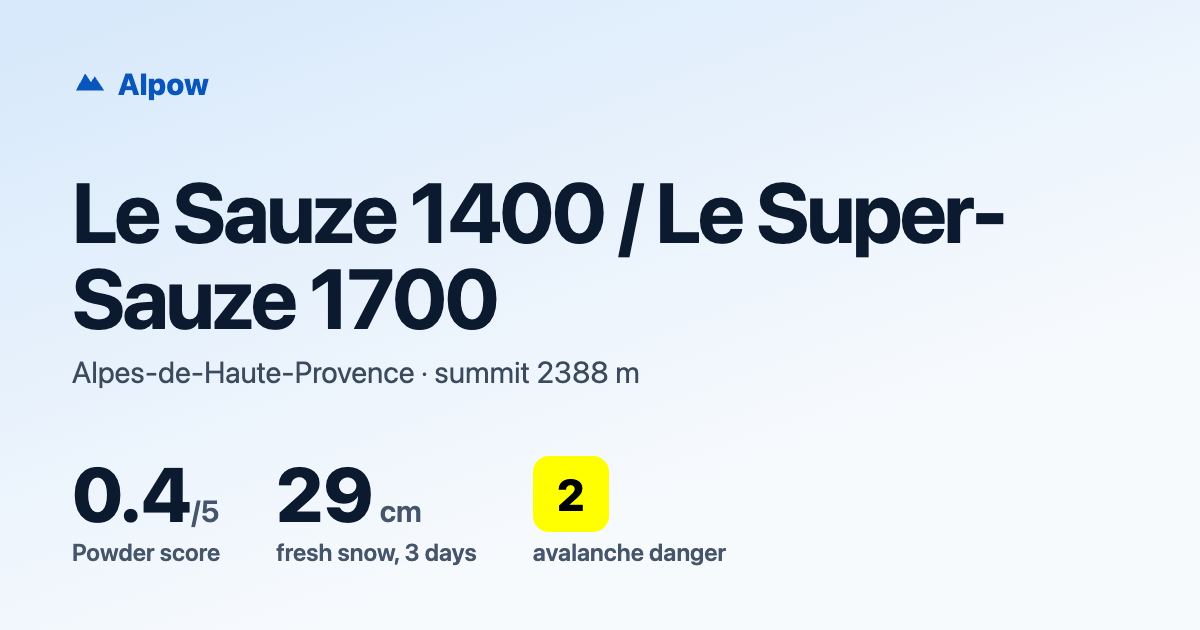 Alpow
Le Sauze 1400 / Le Super-
Sauze 1700
Alpes-de-Haute-Provence · summit 2388 m
0.4/5 29 cm 2
Powder score fresh snow, 3 days avalanche danger